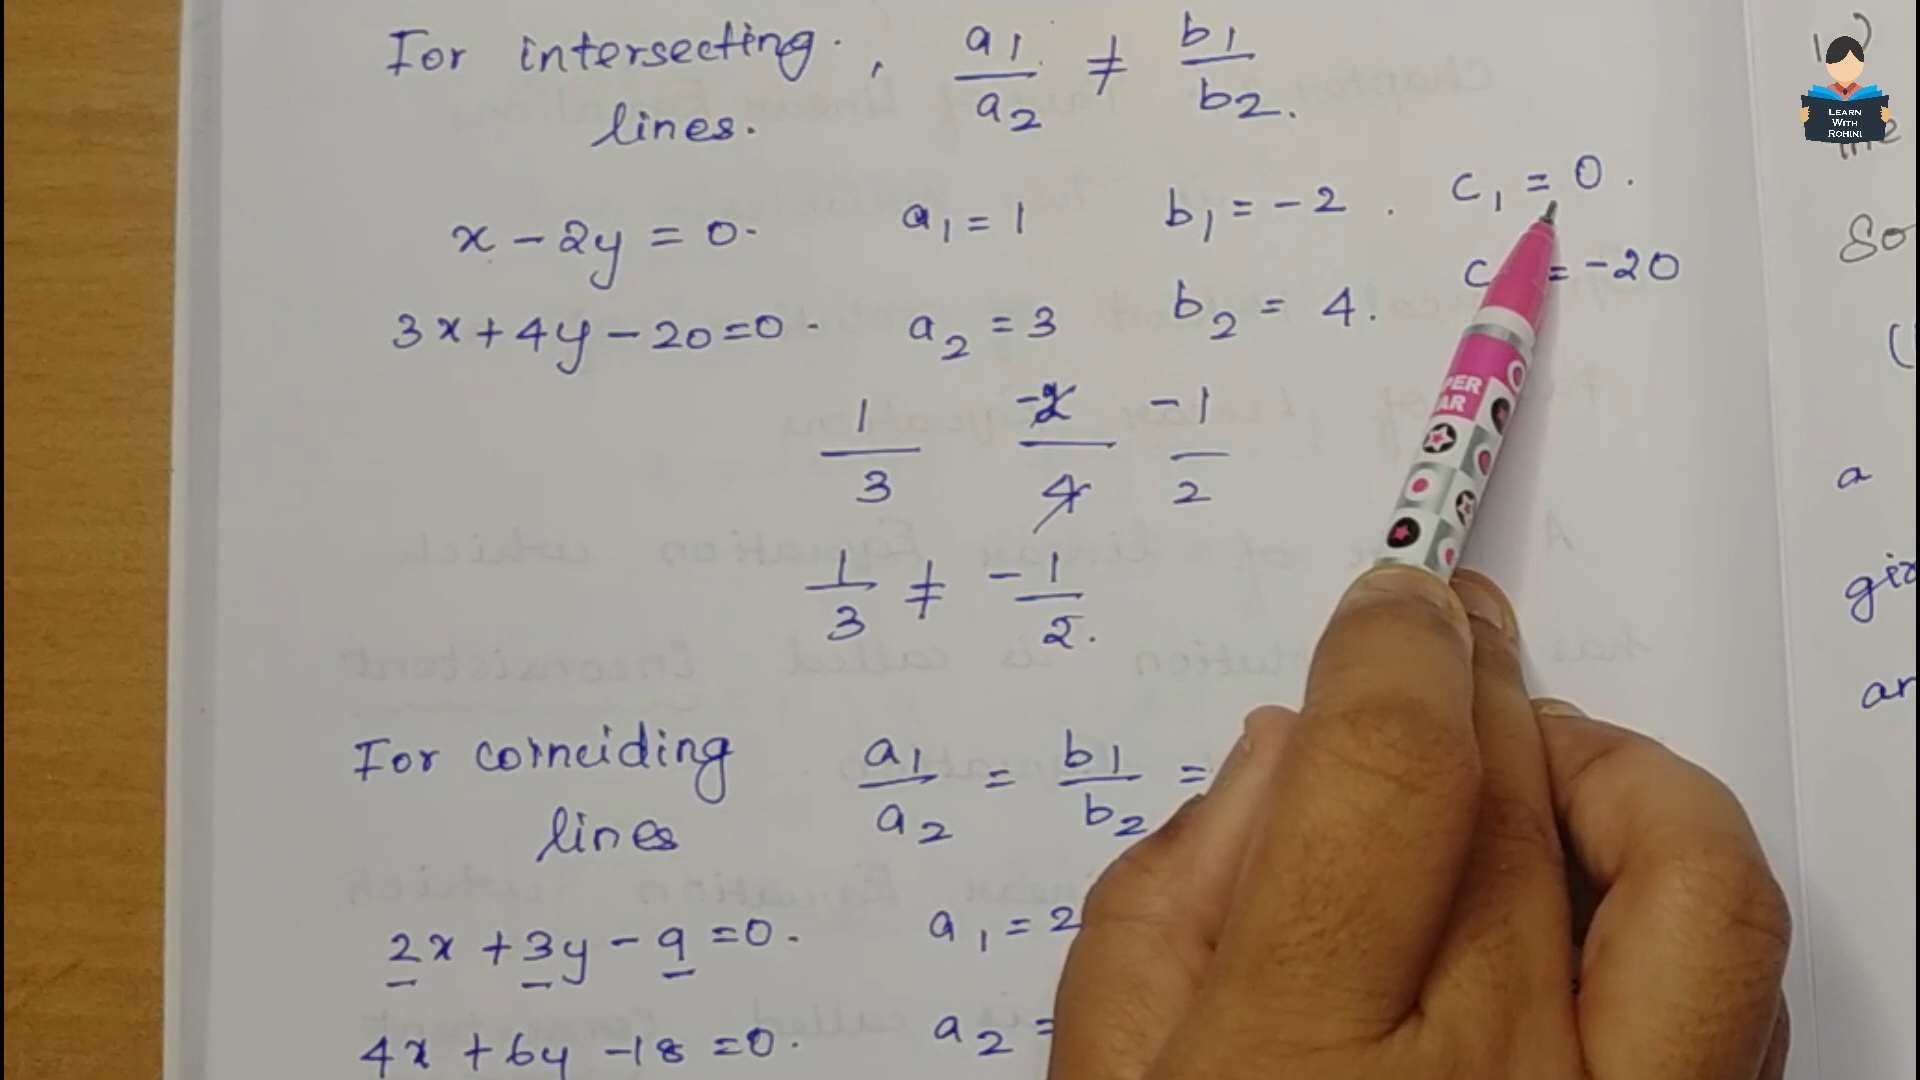 For intersecting , a1/a2 ≠ b1/b2.
lines.
x - 2y = 0. a1 = 1 b1 = -2 . c1 = 0.
3x + 4y - 20 = 0. a2 = 3 b2 = 4. c = -20
1/3 -2/4 -1/2
1/3 ≠ -1/2.
For coinciding a1/a2 = b1/b2 =
lines
2x + 3y - 9 = 0. a1 = 2
4x + 6y - 18 = 0. a2 =
LEARN
WITH
ROHINI
So
a